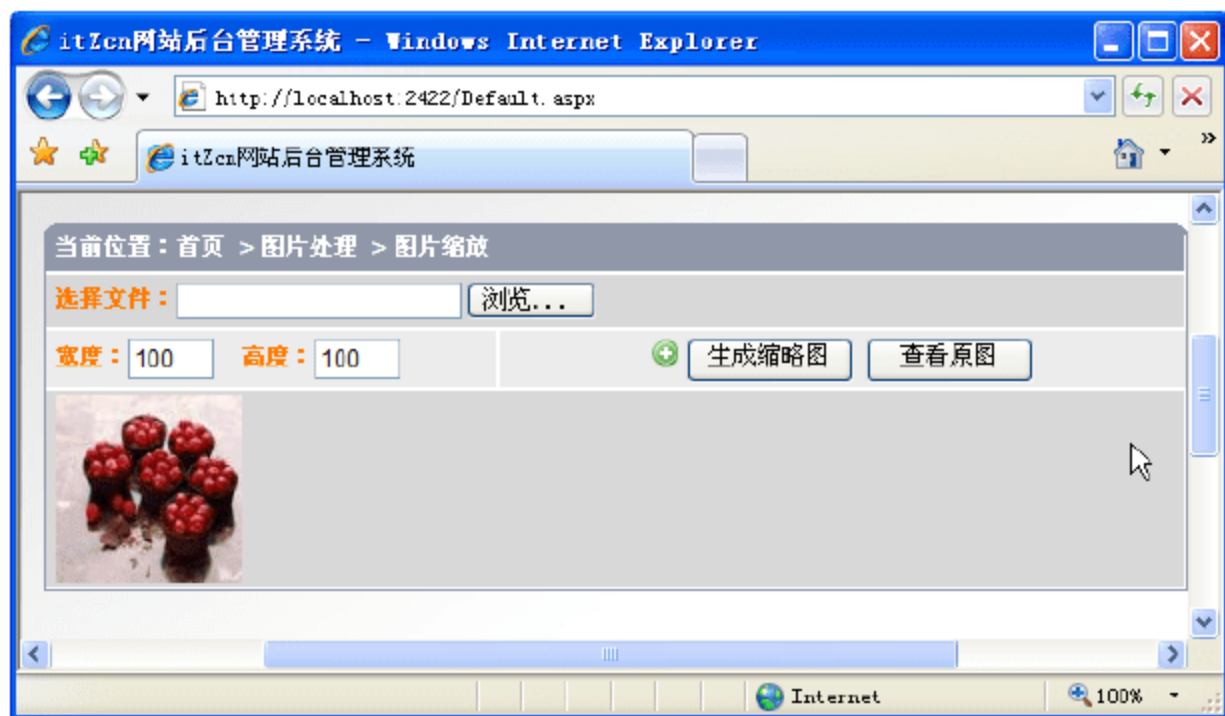 itZcn网站后台管理系统 - Windows Internet Explorer
http://localhost:2422/Default.aspx
itZcn网站后台管理系统
当前位置：首页 > 图片处理 > 图片缩放
选择文件： 浏览...
宽度： 100 高度： 100 生成缩略图 查看原图
Internet 100%